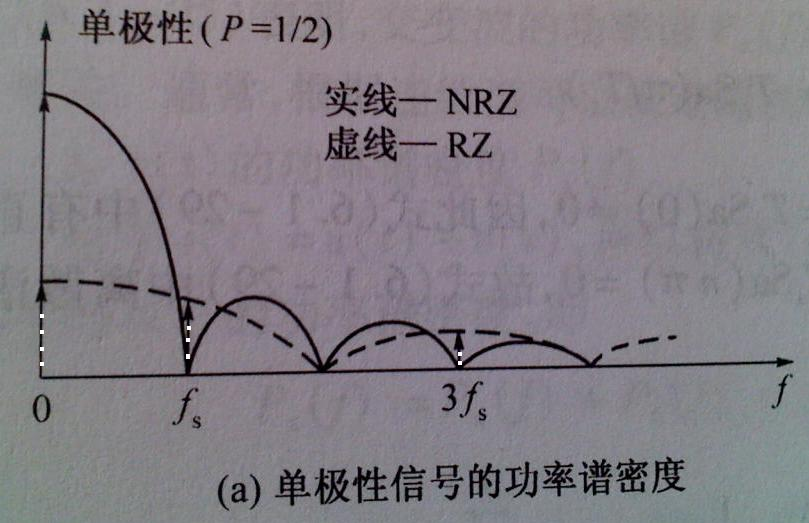 单极性(P=1/2)
实线— NRZ
虚线— RZ
0
fs
3fs
f
(a) 单极性信号的功率谱密度